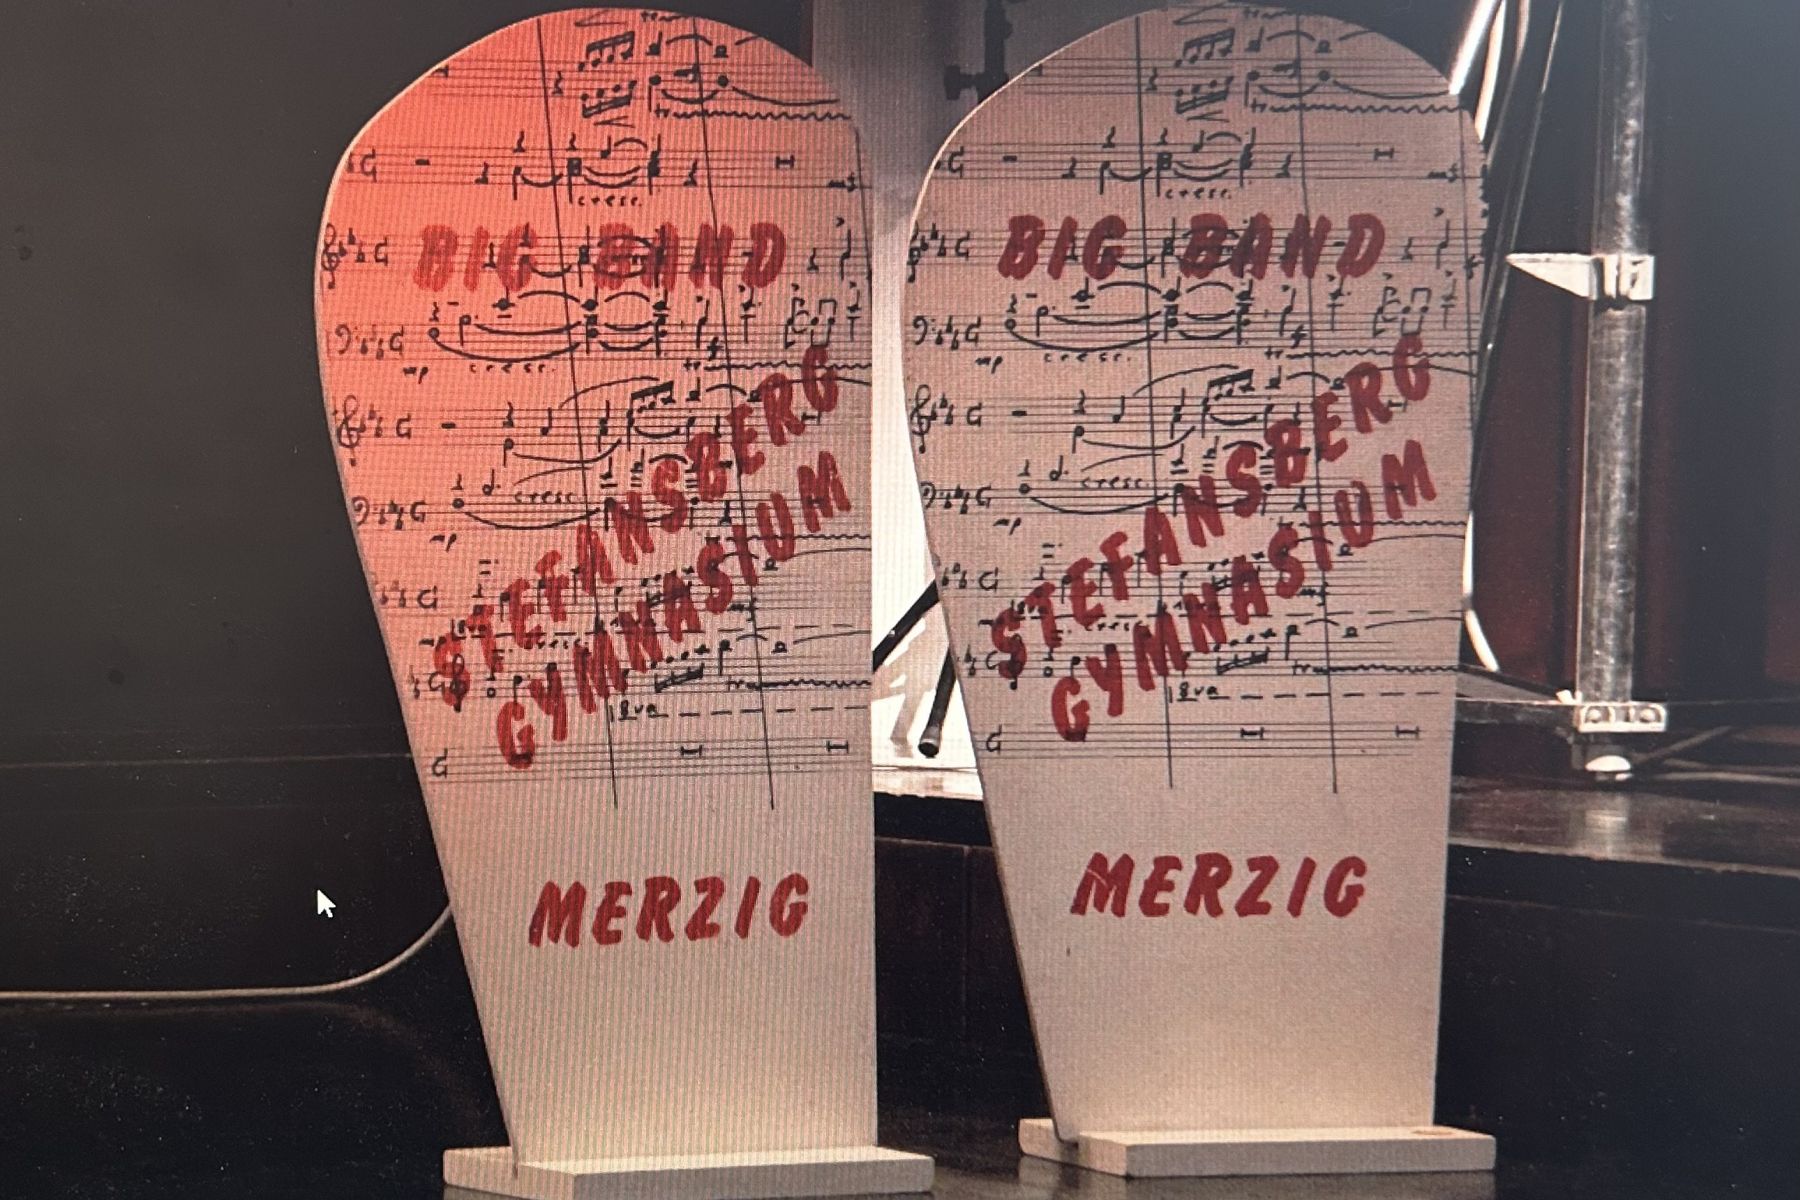 BIG BAND
STEFANSBERG
GYMNASIUM
MERZIG
BIG BAND
STEFANSBERG
GYMNASIUM
MERZIG